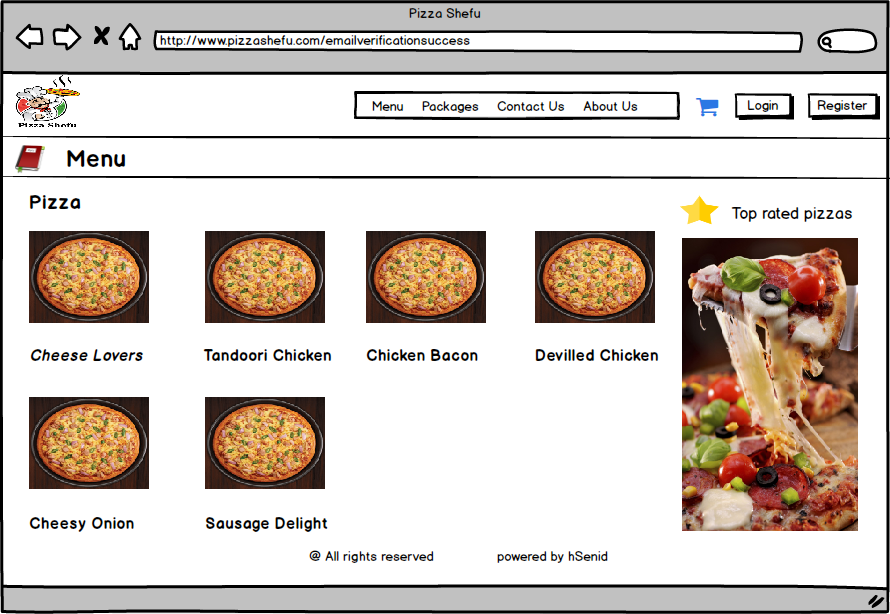 Pizza Shefu
http://www.pizzashefu.com/emailverificationsuccess
Pizza Shefu
Menu Packages Contact Us About Us
Login
Register
Menu
Pizza
Top rated pizzas
Cheese Lovers
Tandoori Chicken
Chicken Bacon
Devilled Chicken
Cheesy Onion
Sausage Delight
@ All rights reserved powered by hSenid